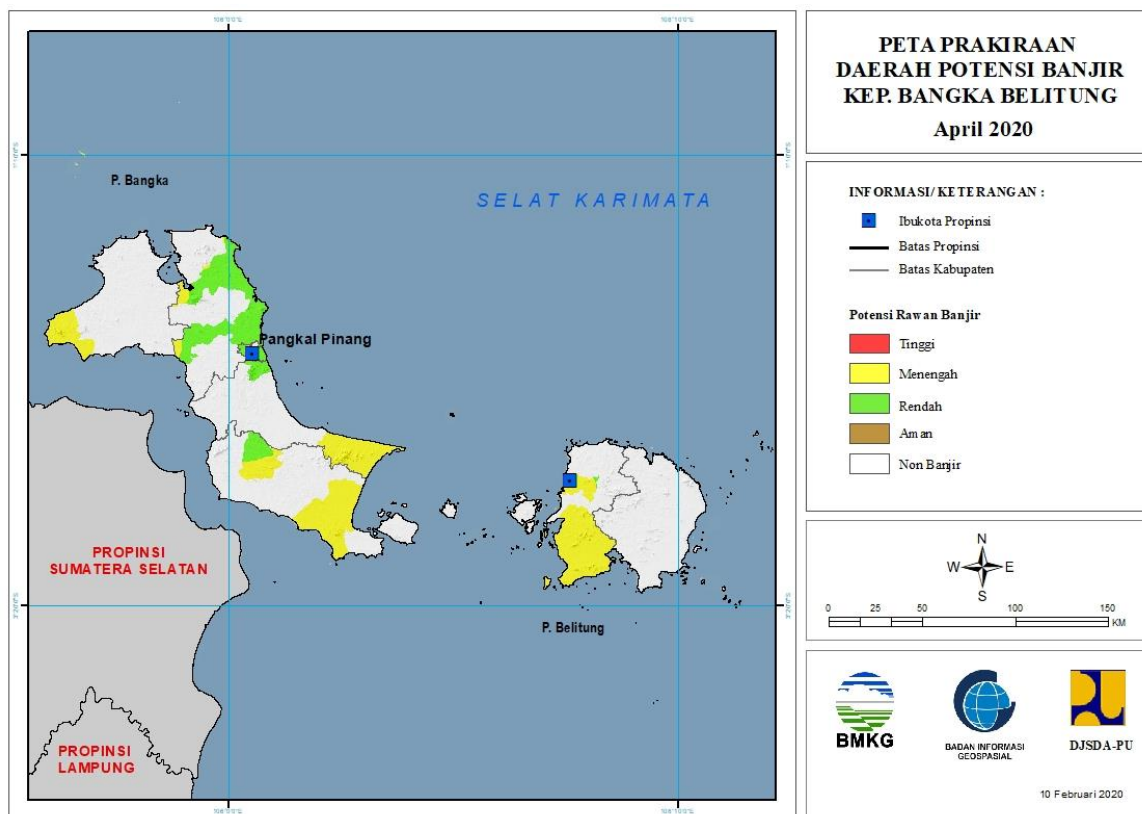 PETA PRAKIRAAN
DAERAH POTENSI BANJIR
KEP. BANGKA BELITUNG
April 2020
P. Bangka
SELAT KARIMATA
Pangkal Pinang
PROPINSI
SUMATERA SELATAN
P. Belitung
PROPINSI
LAMPUNG
INFORMASI/ KETERANGAN :
Ibukota Propinsi
Batas Propinsi
Batas Kabupaten
Potensi Rawan Banjir
Tinggi
Menengah
Rendah
Aman
Non Banjir
N
W E
S
0 25 50 100 150
KM
BMKG
BADAN INFORMASI
GEOSPASIAL
DJSDA-PU
10 Februari 2020